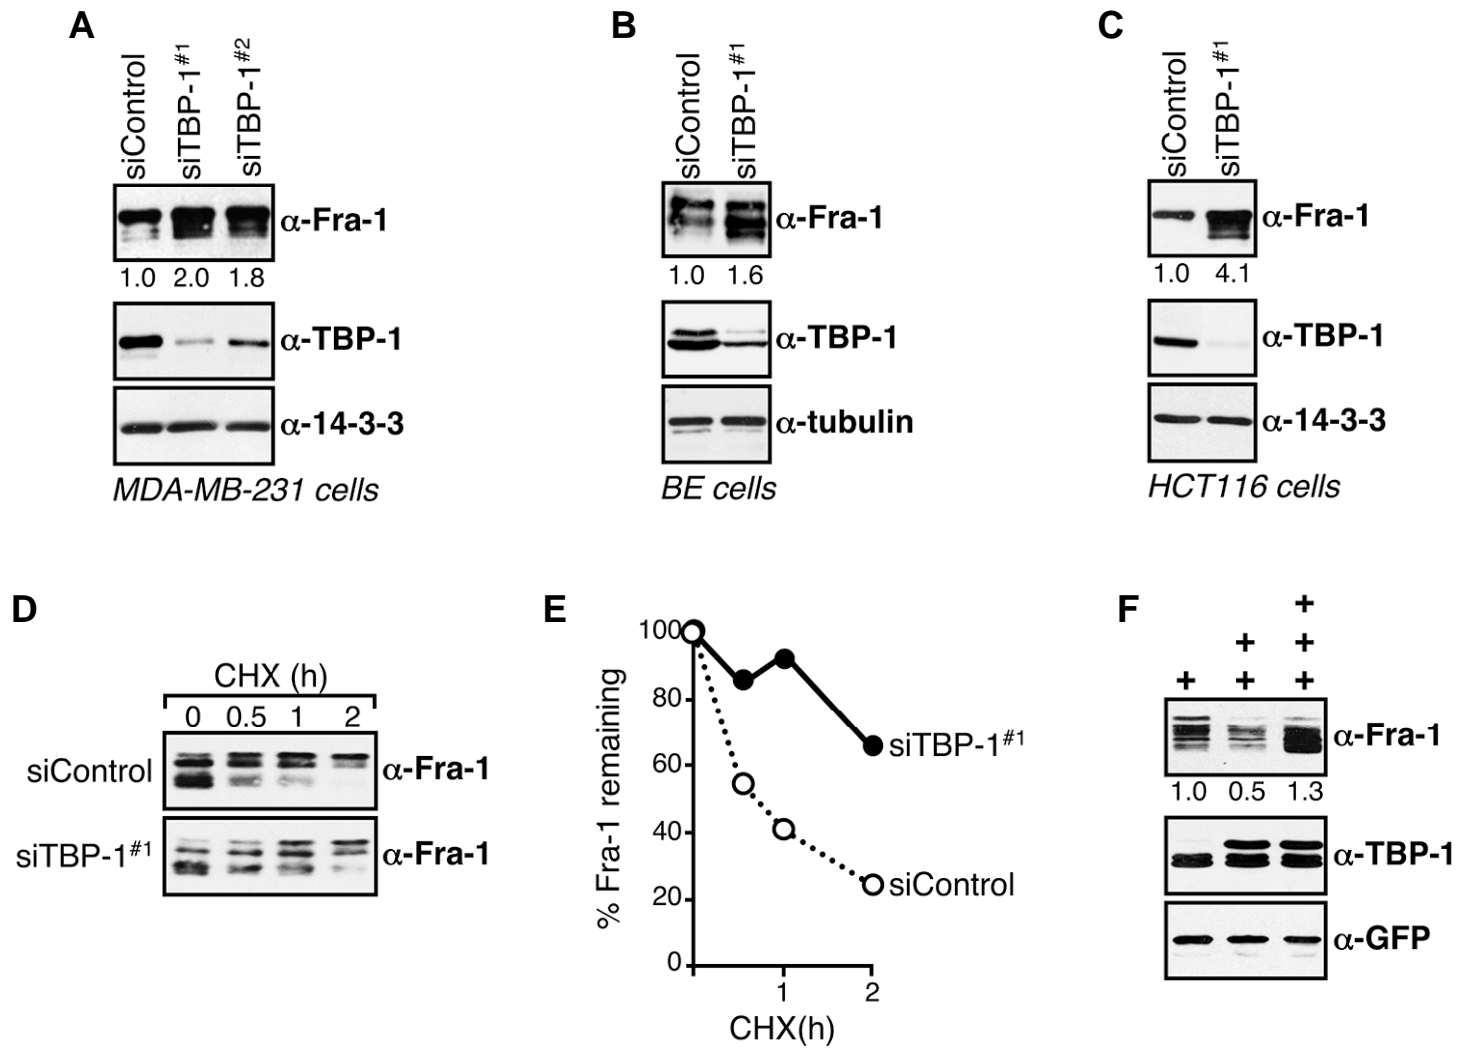 A
siControl
siTBP-1#1
siTBP-1#2
α-Fra-1
1.0 2.0 1.8
α-TBP-1
α-14-3-3
MDA-MB-231 cells
B
siControl
siTBP-1#1
α-Fra-1
1.0 1.6
α-TBP-1
α-tubulin
BE cells
C
siControl
siTBP-1#1
α-Fra-1
1.0 4.1
α-TBP-1
α-14-3-3
HCT116 cells
D
CHX (h)
0 0.5 1 2
siControl α-Fra-1
siTBP-1#1 α-Fra-1
E
% Fra-1 remaining
100
80
60
40
20
0
siTBP-1#1
siControl
1 2
CHX(h)
F
+
+ +
+ + +
α-Fra-1
1.0 0.5 1.3
α-TBP-1
α-GFP